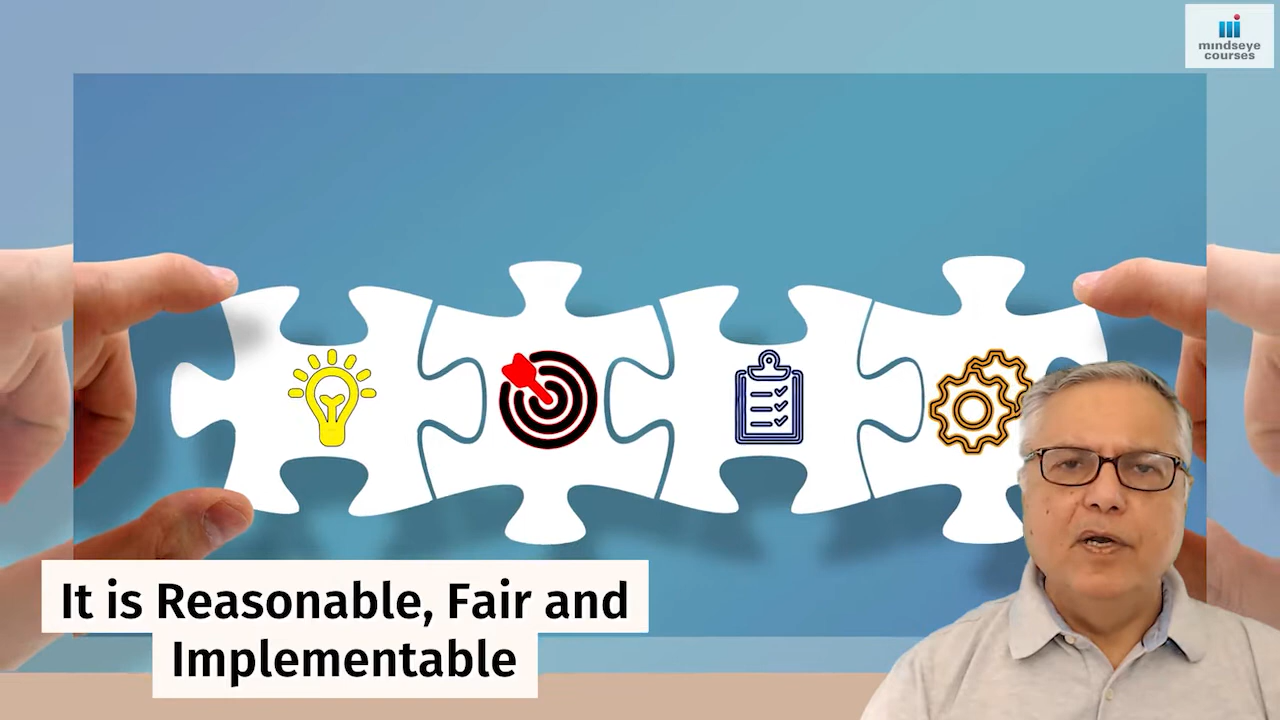 mindseye
courses
It is Reasonable, Fair and
Implementable